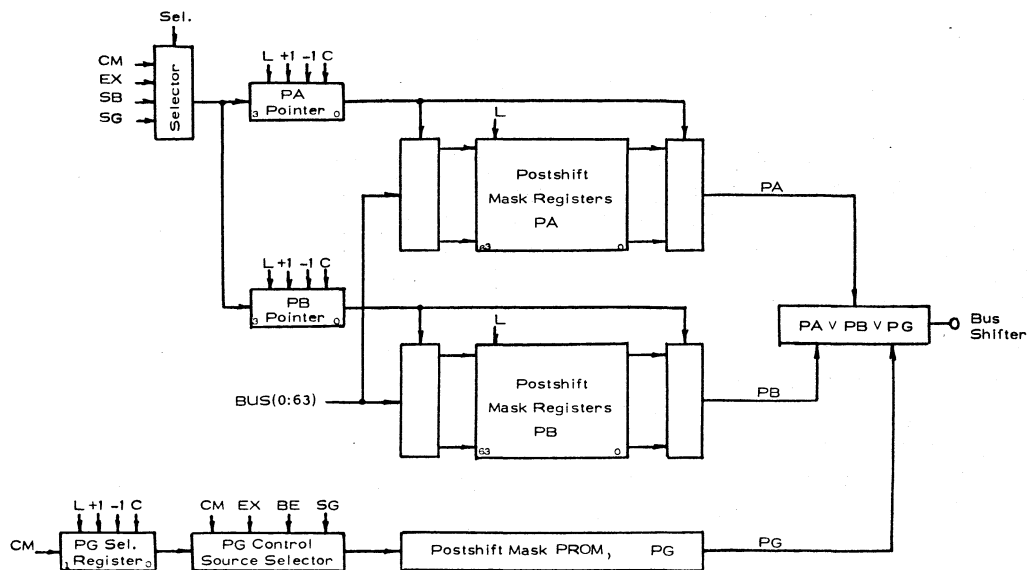 Sel.
CM
EX
SB
SG
Selector
L +1 -1 C
PA
Pointer
3 0
L
Postshift
Mask Registers
PA
63 0
PA
L +1 -1 C
PB
Pointer
3 0
L
Postshift
Mask Registers
PB
63 0
PB
BUS(0:63)
PA ∨ PB ∨ PG
Bus
Shifter
L +1 -1 C
CM
PG Sel.
Register
1 0
CM EX BE SG
PG Control
Source Selector
Postshift Mask PROM, PG
PG